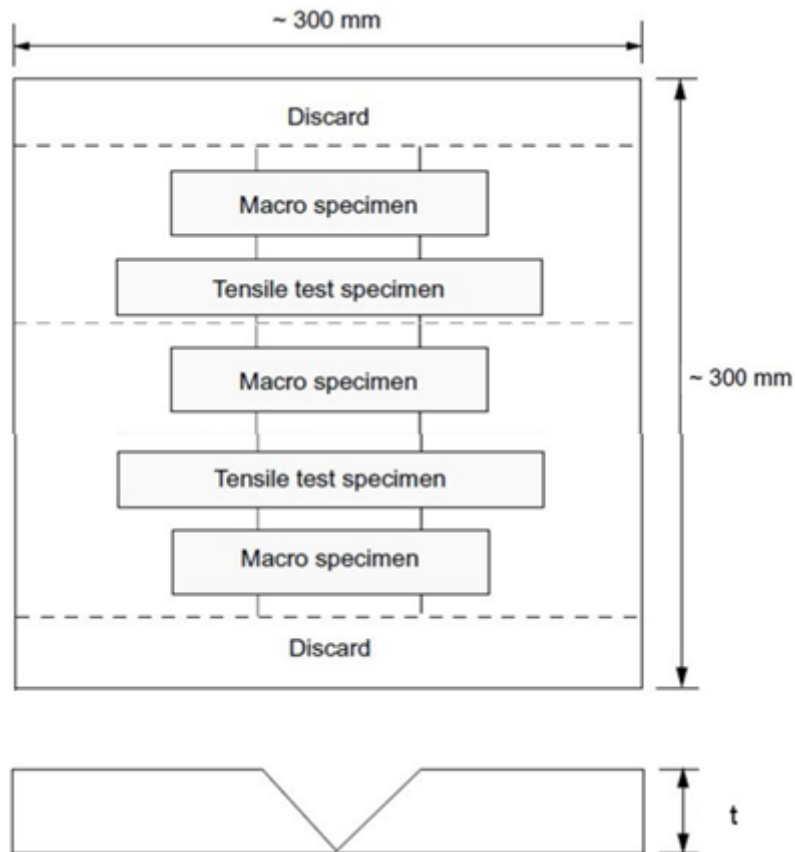 ~ 300 mm
Discard
Macro specimen
Tensile test specimen
Macro specimen
~ 300 mm
Tensile test specimen
Macro specimen
Discard
t